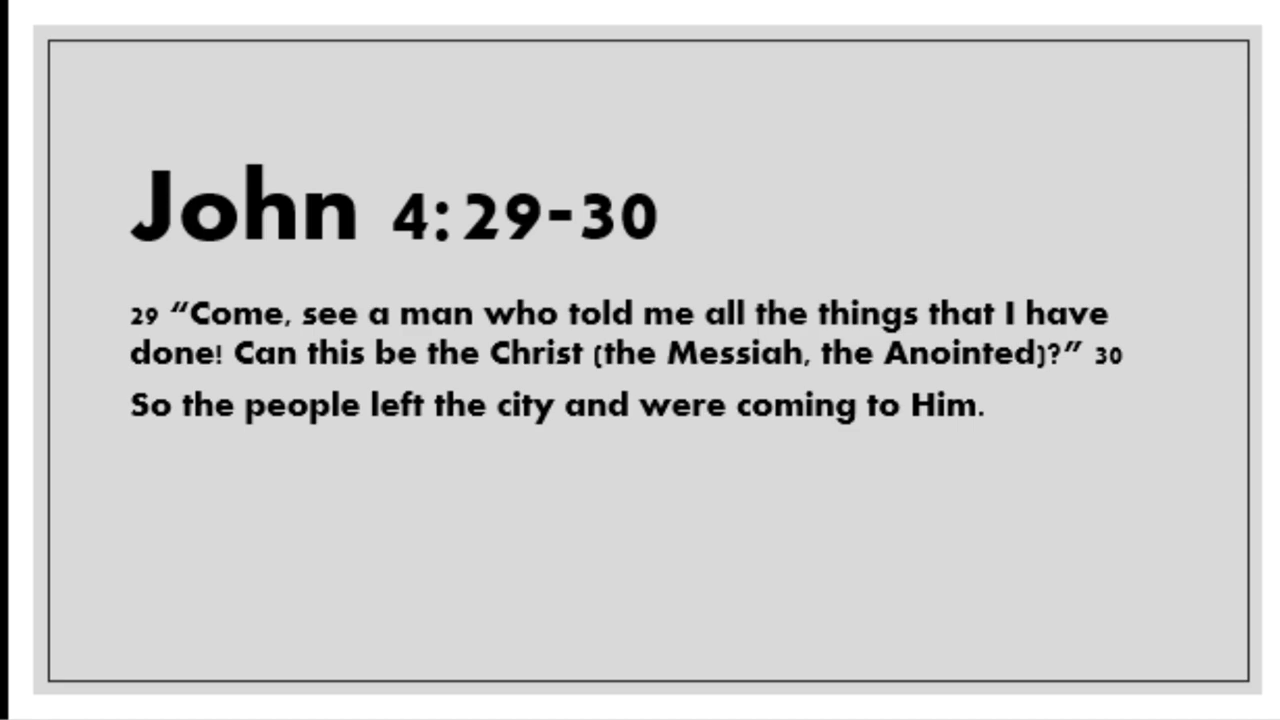 John 4:29-30
29 “Come, see a man who told me all the things that I have
done! Can this be the Christ (the Messiah, the Anointed)?” 30
So the people left the city and were coming to Him.